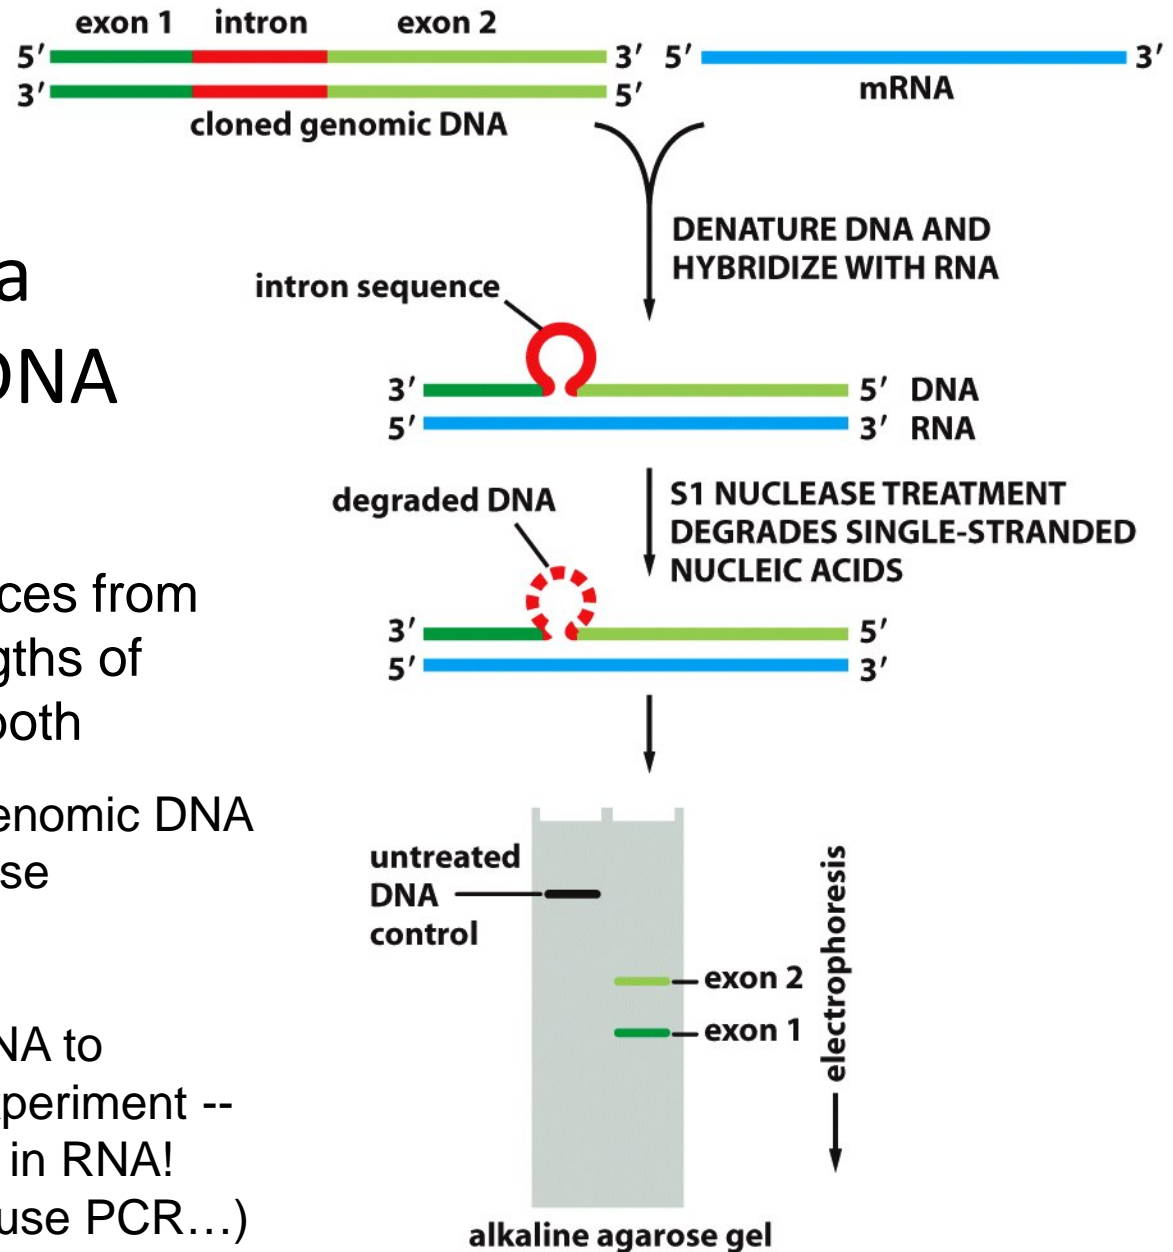 exon 1 intron exon 2
5′ 3′ 5′ 3′
3′ 5′ mRNA
cloned genomic DNA
DENATURE DNA AND
HYBRIDIZE WITH RNA
a
intron sequence
DNA
3′ 5′ DNA
5′ 3′ RNA
degraded DNA
S1 NUCLEASE TREATMENT
DEGRADES SINGLE-STRANDED
NUCLEIC ACIDS
ces from
3′ 5′
gths of
5′ 3′
ooth
enomic DNA
se
untreated
DNA
control
electrophoresis
exon 2
exon 1
NA to
periment --
in RNA!
use PCR…)
alkaline agarose gel